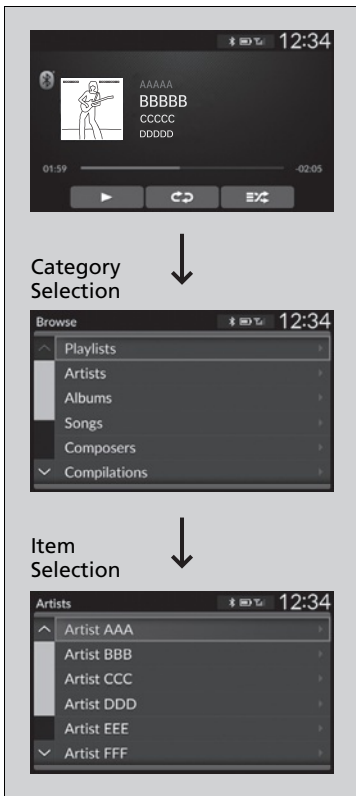 12:34
AAAAA
BBBBB
CCCCC
DDDDD
01:59 -02:05
Category
Selection
Browse 12:34
Playlists
Artists
Albums
Songs
Composers
Compilations
Item
Selection
Artists 12:34
Artist AAA
Artist BBB
Artist CCC
Artist DDD
Artist EEE
Artist FFF